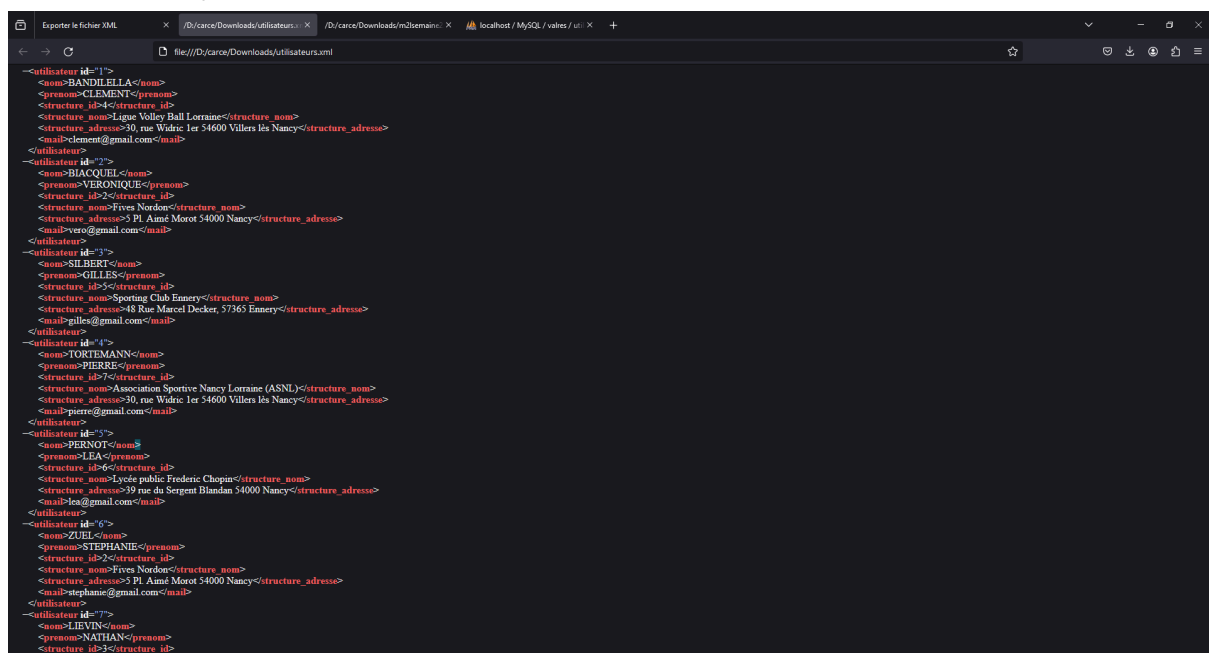 Exporter le fichier XML
/D:/carce/Downloads/utilisateurs.x
/D:/carce/Downloads/m2lsemaine
localhost / MySQL / valres / uti
file:///D:/carce/Downloads/utilisateurs.xml
−<utilisateur id="1">
<nom>BANDILELLA</nom>
<prenom>CLEMENT</prenom>
<structure_id>4</structure_id>
<structure_nom>Ligue Volley Ball Lorraine</structure_nom>
<structure_adresse>30, rue Widric 1er 54600 Villers lès Nancy</structure_adresse>
<mail>clement@gmail.com</mail>
</utilisateur>
−<utilisateur id="2">
<nom>BIACQUEL</nom>
<prenom>VERONIQUE</prenom>
<structure_id>2</structure_id>
<structure_nom>Fives Nordon</structure_nom>
<structure_adresse>5 Pl. Aimé Morot 54000 Nancy</structure_adresse>
<mail>vero@gmail.com</mail>
</utilisateur>
−<utilisateur id="3">
<nom>SILBERT</nom>
<prenom>GILLES</prenom>
<structure_id>5</structure_id>
<structure_nom>Sporting Club Ennery</structure_nom>
<structure_adresse>48 Rue Marcel Decker, 57365 Ennery</structure_adresse>
<mail>gilles@gmail.com</mail>
</utilisateur>
−<utilisateur id="4">
<nom>TORTEMANN</nom>
<prenom>PIERRE</prenom>
<structure_id>7</structure_id>
<structure_nom>Association Sportive Nancy Lorraine (ASNL)</structure_nom>
<structure_adresse>30, rue Widric 1er 54600 Villers lès Nancy</structure_adresse>
<mail>pierre@gmail.com</mail>
</utilisateur>
−<utilisateur id="5">
<nom>PERNOT</nom>
<prenom>LEA</prenom>
<structure_id>6</structure_id>
<structure_nom>Lycée public Frederic Chopin</structure_nom>
<structure_adresse>39 rue du Sergent Blandan 54000 Nancy</structure_adresse>
<mail>lea@gmail.com</mail>
</utilisateur>
−<utilisateur id="6">
<nom>ZUEL</nom>
<prenom>STEPHANIE</prenom>
<structure_id>2</structure_id>
<structure_nom>Fives Nordon</structure_nom>
<structure_adresse>5 Pl. Aimé Morot 54000 Nancy</structure_adresse>
<mail>stephanie@gmail.com</mail>
</utilisateur>
−<utilisateur id="7">
<nom>LIEVIN</nom>
<prenom>NATHAN</prenom>
<structure_id>3</structure_id>